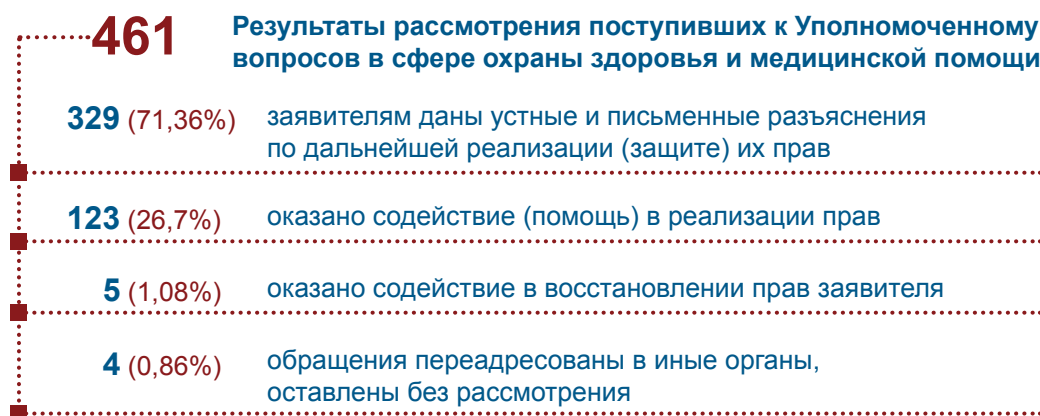 461 Результаты рассмотрения поступивших к Уполномоченному
вопросов в сфере охраны здоровья и медицинской помощи
329 (71,36%) заявителям даны устные и письменные разъяснения
по дальнейшей реализации (защите) их прав
123 (26,7%) оказано содействие (помощь) в реализации прав
5 (1,08%) оказано содействие в восстановлении прав заявителя
4 (0,86%) обращения переадресованы в иные органы,
оставлены без рассмотрения